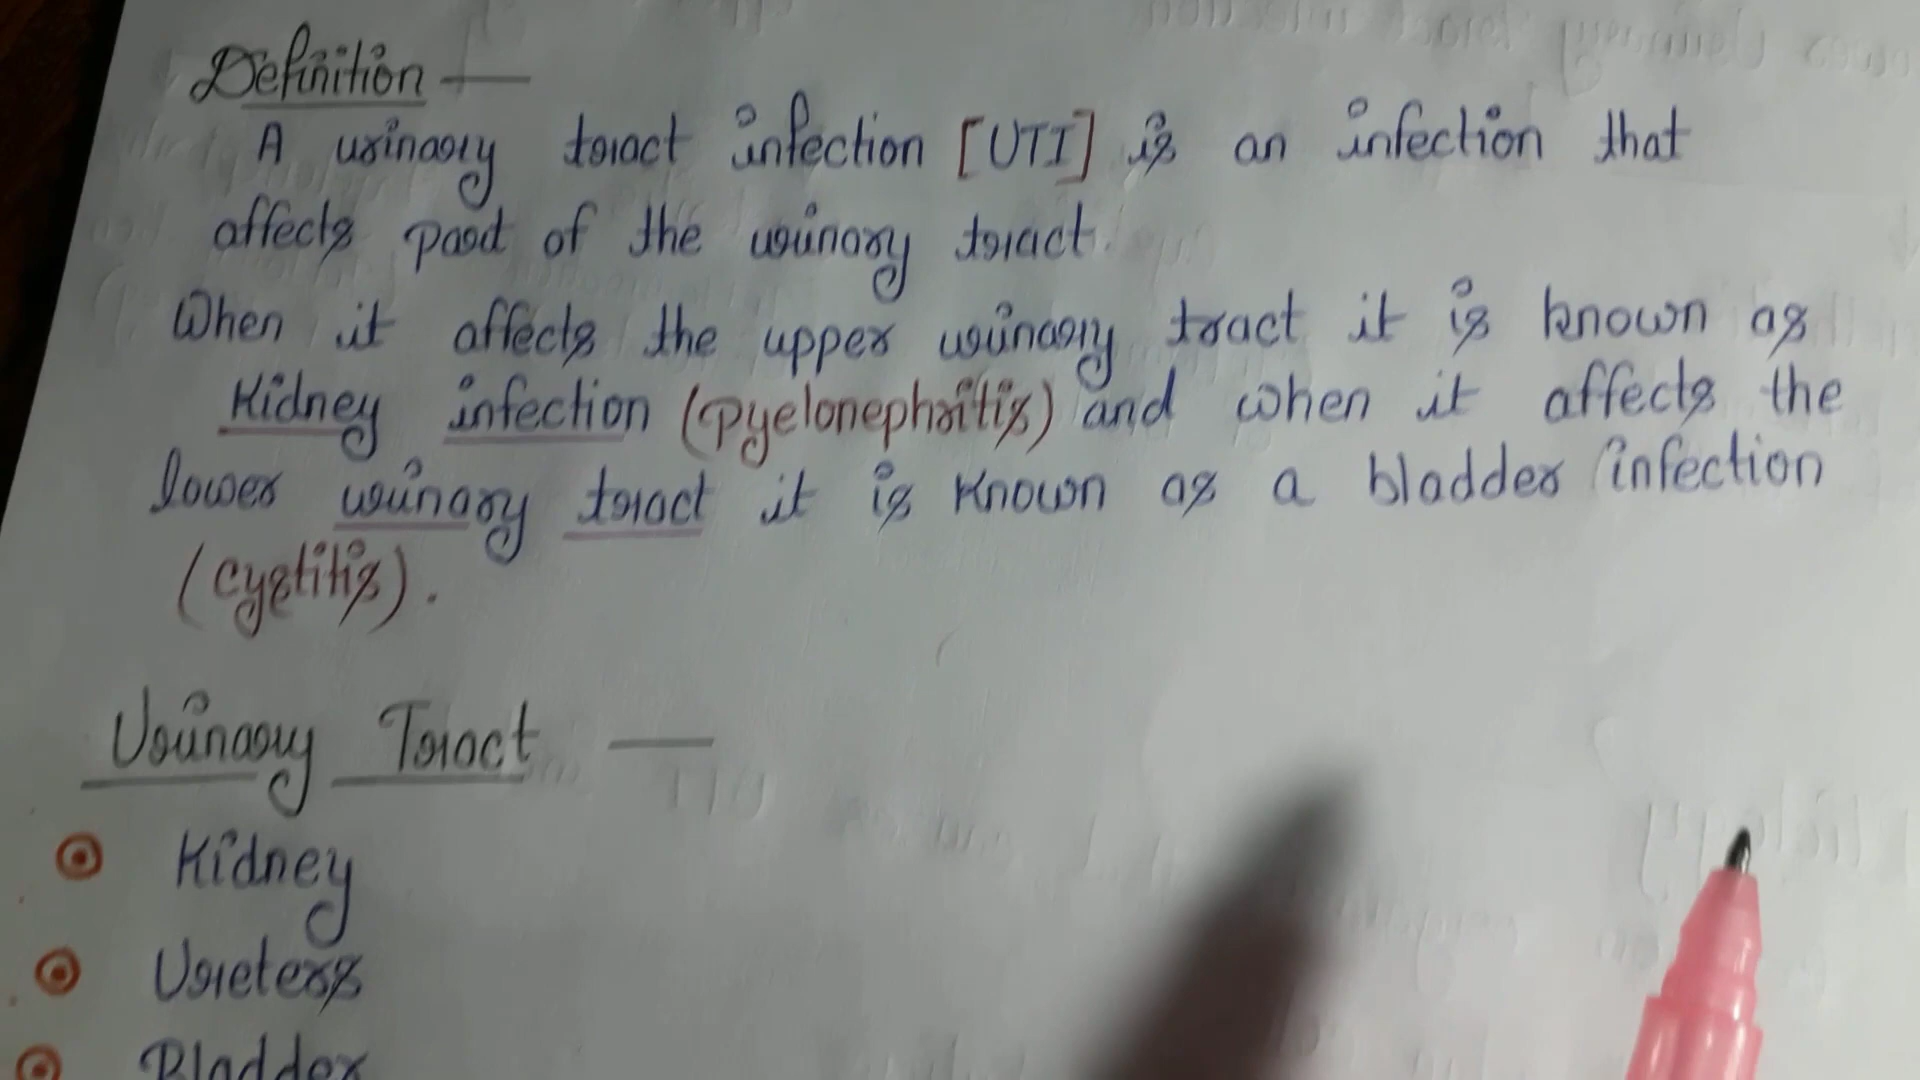 Definition —
A urinary tract infection [UTI] is an infection that
affects part of the urinary tract.
When it affects the upper urinary tract it is known as
Kidney infection (pyelonephritis) and when it affects the
lower urinary tract it is known as a bladder infection
(cystitis).
Urinary Tract —
Kidney
Ureters
Bladder